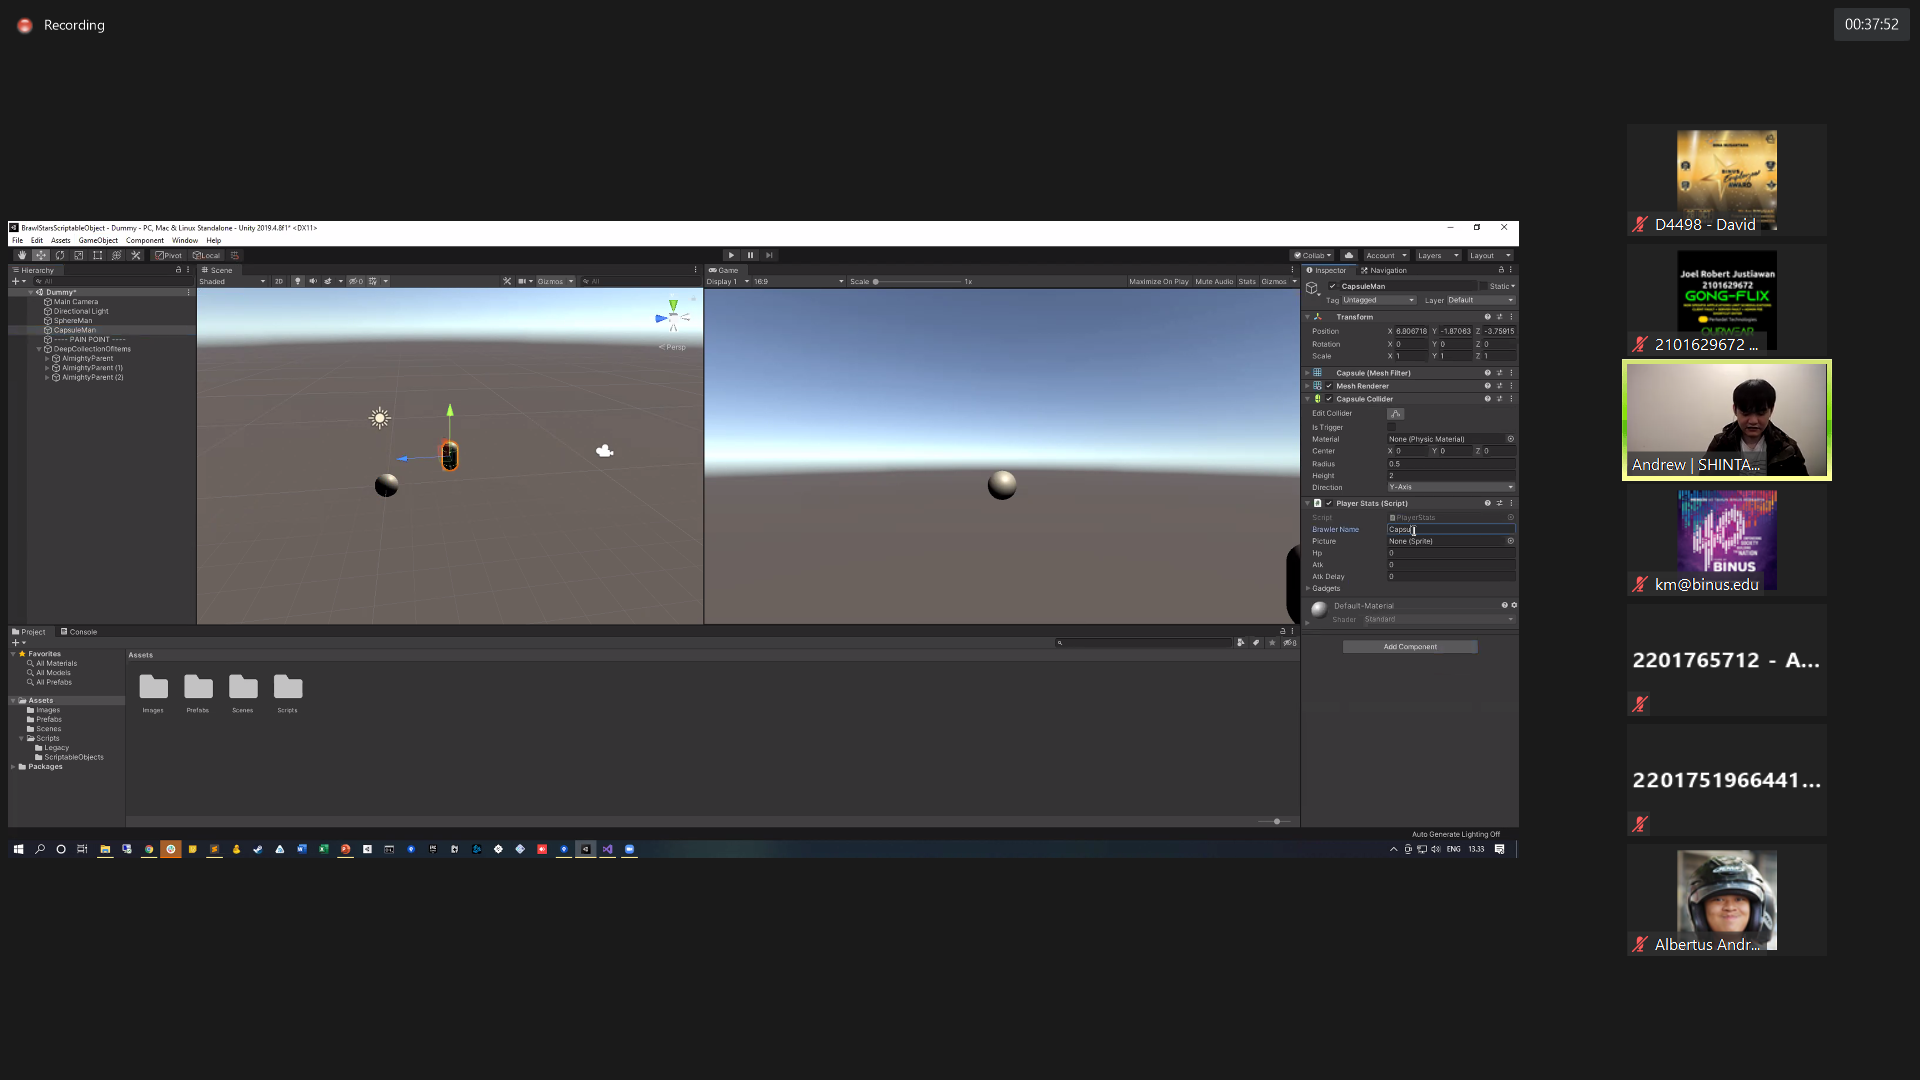 Recording
00:37:52
BrawlStarsScriptableObject - Dummy - PC, Mac & Linux Standalone - Unity 2019.4.8f1* <DX11>
File Edit Assets GameObject Component Window Help
Pivot Local
Collab Account Layers Layout
Hierarchy
All
Dummy*
Main Camera
Directional Light
SphereMan
CapsuleMan
---- PAIN POINT ----
DeepCollectionOfItems
AlmightyParent
AlmightyParent (1)
AlmightyParent (2)
Scene
Shaded 2D Gizmos All
< Persp
Game
Display 1 16:9 Scale 1x Maximize On Play Mute Audio Stats Gizmos
Inspector Navigation
CapsuleMan Static
Tag Untagged Layer Default
Transform
Position X 6.806718 Y -1.87063 Z -3.75915
Rotation X 0 Y 0 Z 0
Scale X 1 Y 1 Z 1
Capsule (Mesh Filter)
Mesh Renderer
Capsule Collider
Edit Collider
Is Trigger
Material None (Physic Material)
Center X 0 Y 0 Z 0
Radius 0.5
Height 2
Direction Y-Axis
Player Stats (Script)
Script PlayerStats
Brawler Name Capsu
Picture None (Sprite)
Hp 0
Atk 0
Atk Delay 0
Gadgets
Default-Material
Shader Standard
Add Component
Project Console
Favorites
All Materials
All Models
All Prefabs
Assets
Images
Prefabs
Scenes
Scripts
Legacy
ScriptableObjects
Packages
Assets
Images Prefabs Scenes Scripts
Auto Generate Lighting Off
ENG 13.33
BINUS
AWARD
D4498 - David
Joel Robert Justiawan
2101629672
GONG-FLIX
OURWEAR
2101629672 ...
Andrew | SHINTA...
BINUS
km@binus.edu
2201765712 - A...
2201751966441...
Albertus Andr...